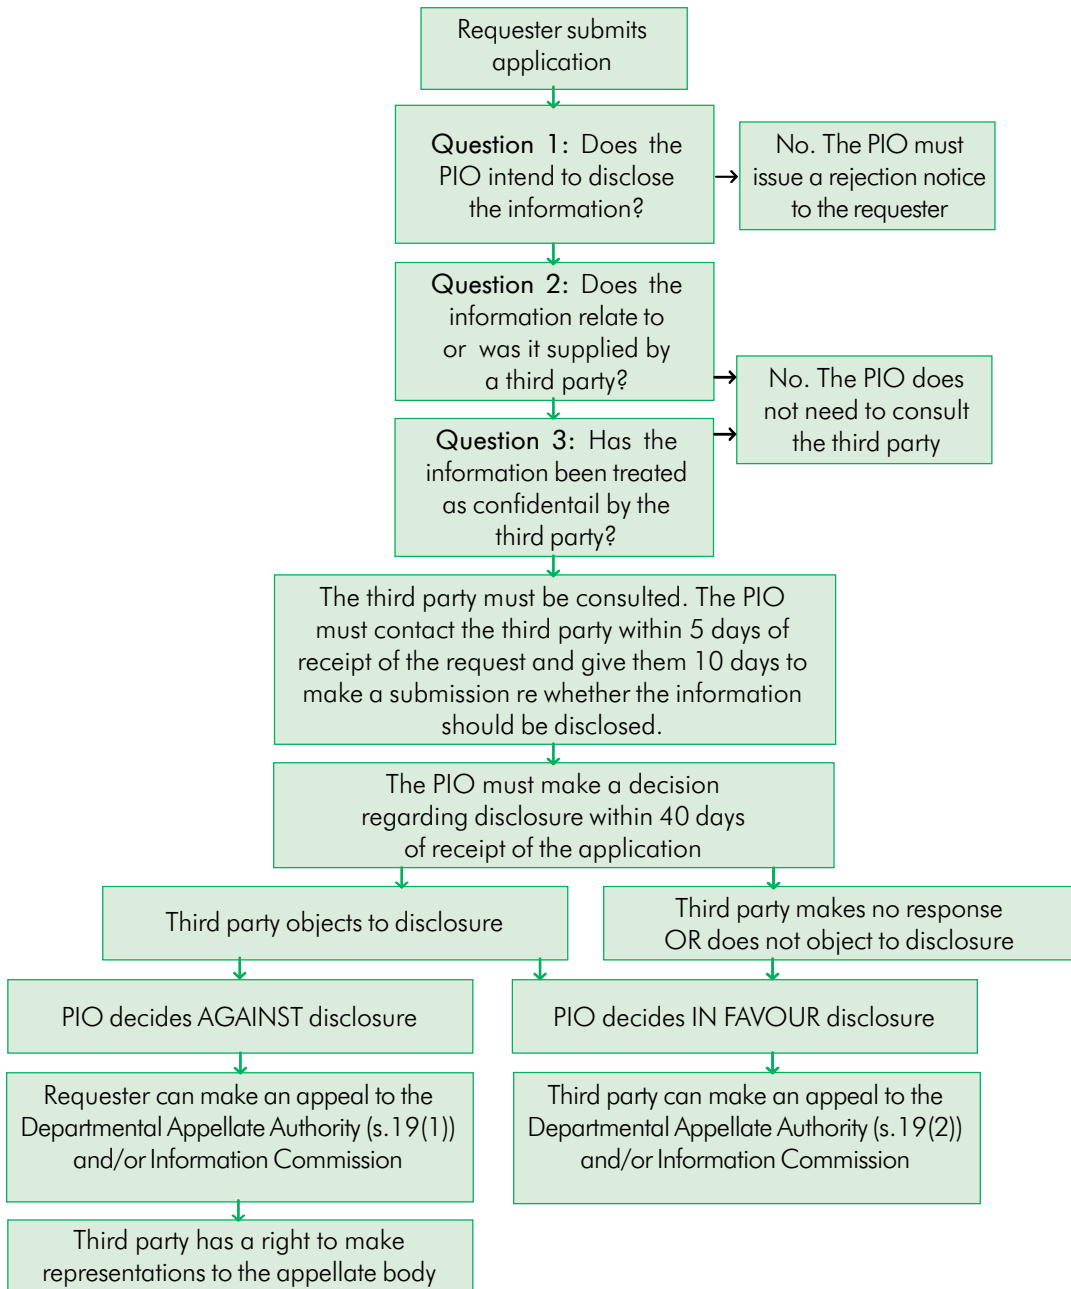 Requester submits
application
Question 1: Does the
PIO intend to disclose
the information?
No. The PIO must
issue a rejection notice
to the requester
Question 2: Does the
information relate to
or was it supplied by
a third party?
No. The PIO does
not need to consult
the third party
Question 3: Has the
information been treated
as confidentail by the
third party?
The third party must be consulted. The PIO
must contact the third party within 5 days of
receipt of the request and give them 10 days to
make a submission re whether the information
should be disclosed.
The PIO must make a decision
regarding disclosure within 40 days
of receipt of the application
Third party objects to disclosure
Third party makes no response
OR does not object to disclosure
PIO decides AGAINST disclosure
PIO decides IN FAVOUR disclosure
Requester can make an appeal to the
Departmental Appellate Authority (s.19(1))
and/or Information Commission
Third party can make an appeal to the
Departmental Appellate Authority (s.19(2))
and/or Information Commission
Third party has a right to make
representations to the appellate body